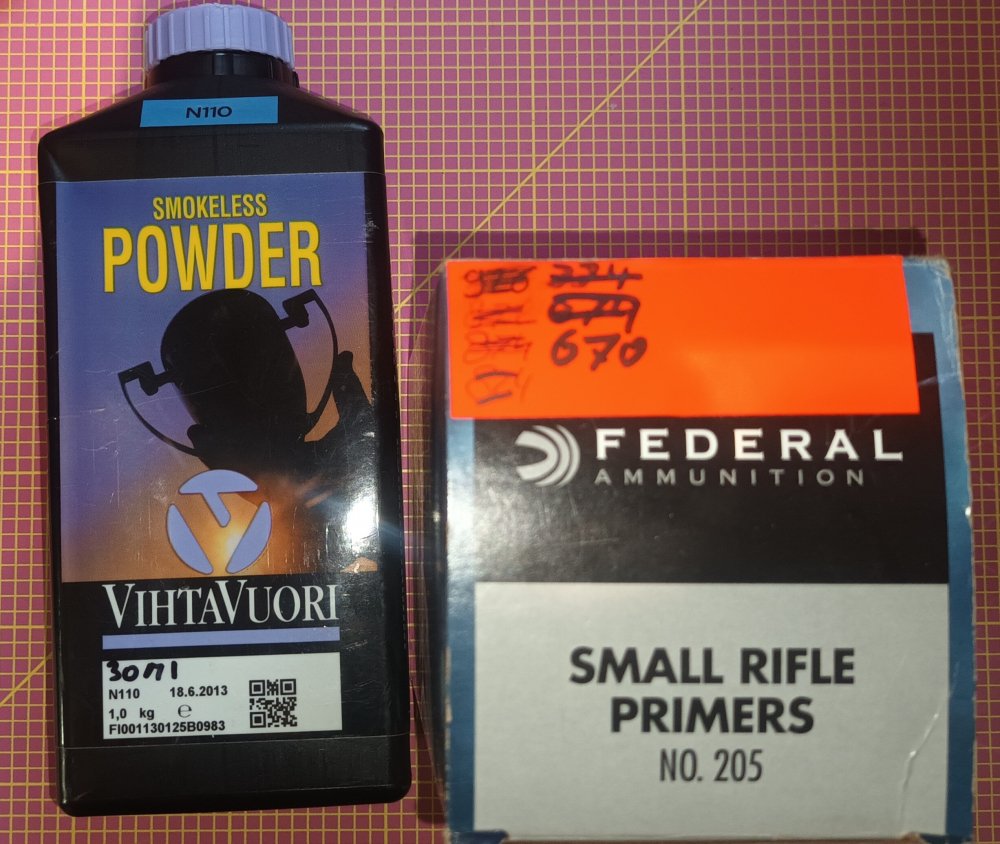 N110
SMOKELESS
POWDER
VIHTAVUORI
N110 18.6.2013
1,0 kg ℮
FI001130125B0983
670
FEDERAL
AMMUNITION
SMALL RIFLE
PRIMERS
NO. 205